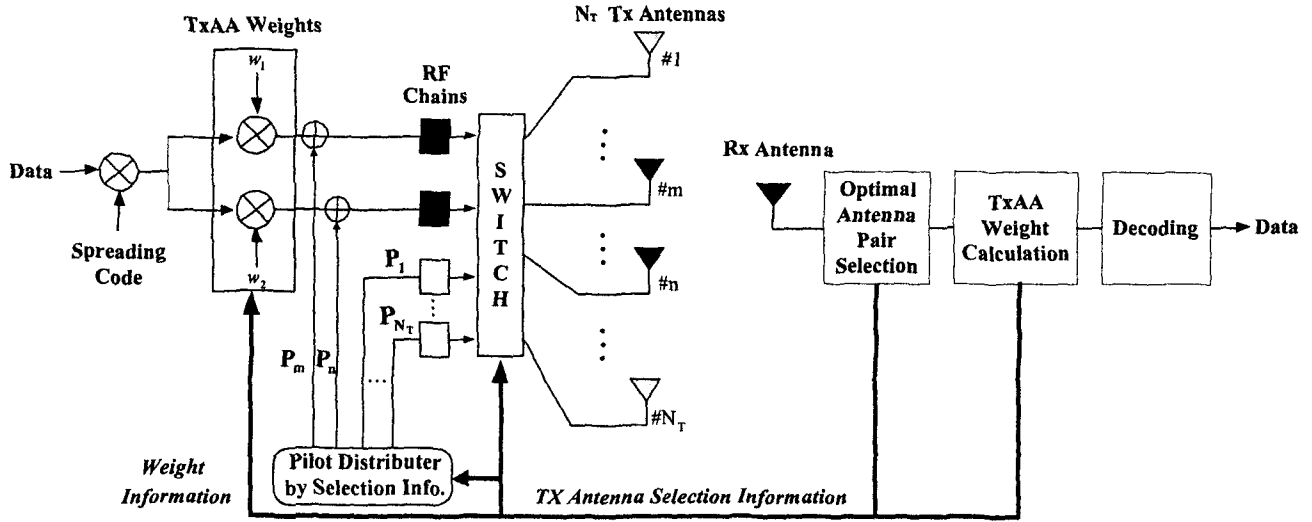 TxAA Weights
w1
w2
Data
Spreading
Code
RF
Chains
P1
PNT
Pm
Pn
...
SWITCH
NT Tx Antennas
#1
#m
#n
#NT
Rx Antenna
Optimal
Antenna
Pair
Selection
TxAA
Weight
Calculation
Decoding
Data
Pilot Distributer
by Selection Info.
Weight
Information
TX Antenna Selection Information